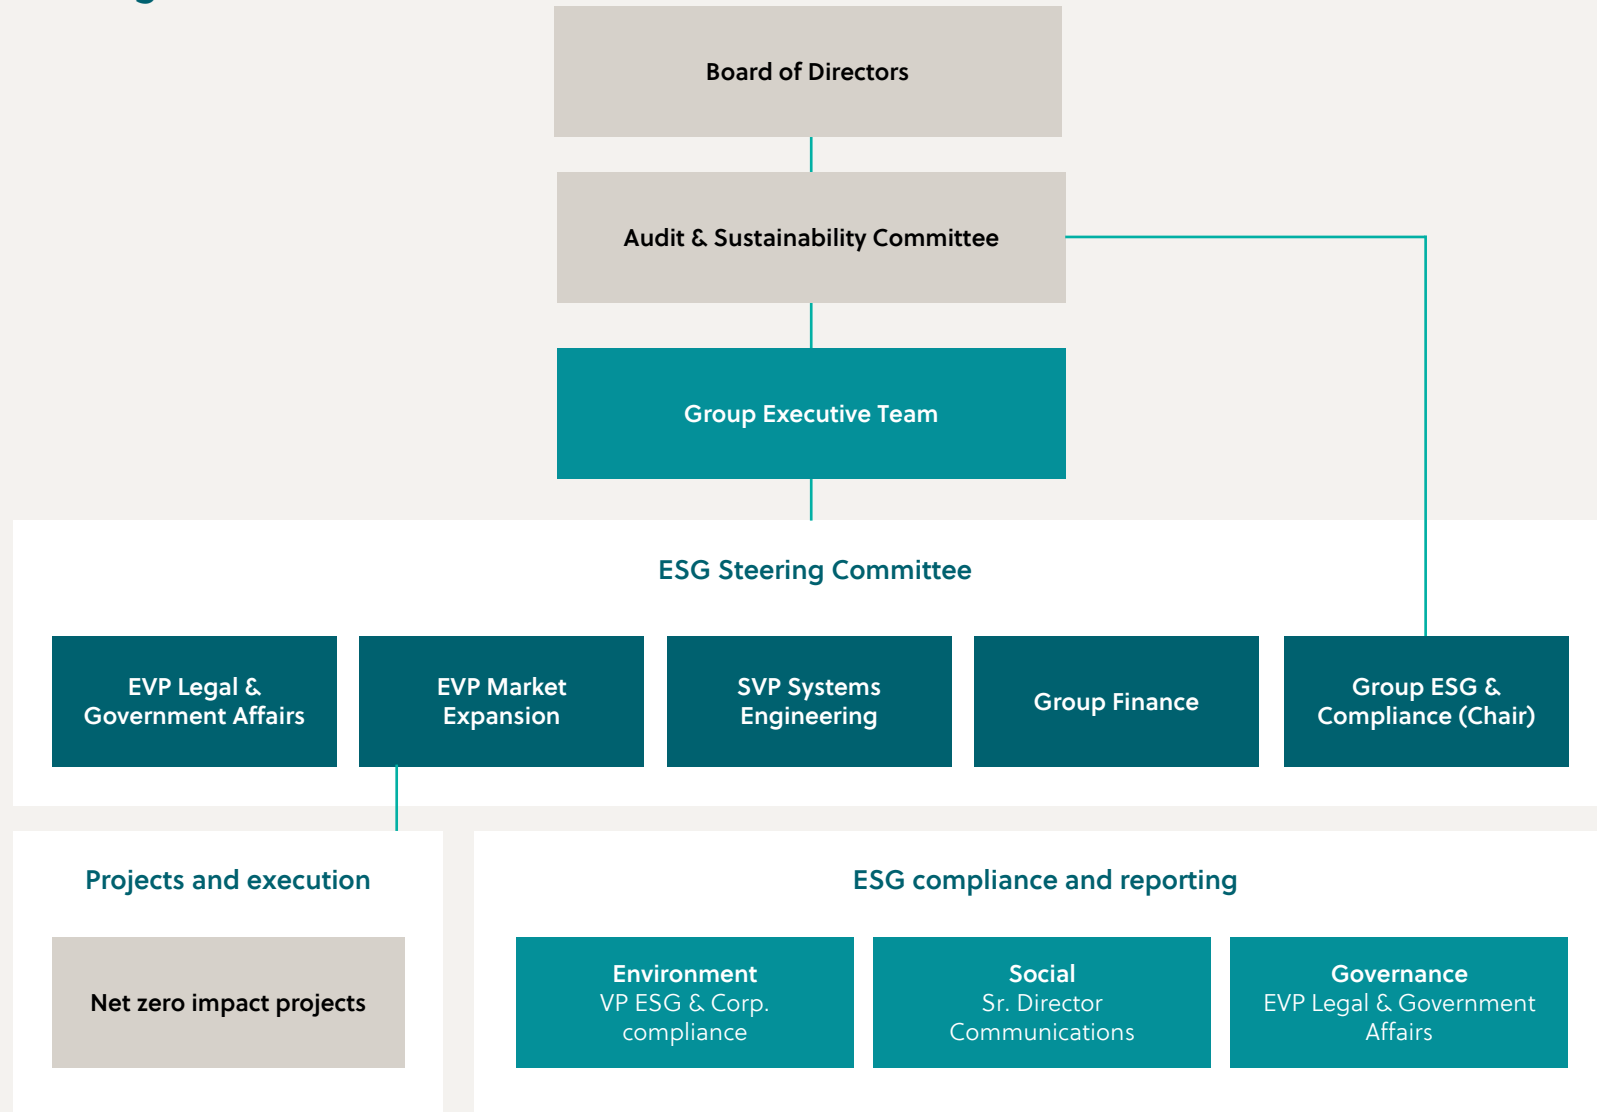 Board of Directors
Audit & Sustainability Committee
Group Executive Team
ESG Steering Committee
EVP Legal &
Government Affairs
EVP Market
Expansion
SVP Systems
Engineering
Group Finance
Group ESG &
Compliance (Chair)
Projects and execution
Net zero impact projects
ESG compliance and reporting
Environment
VP ESG & Corp.
compliance
Social
Sr. Director
Communications
Governance
EVP Legal & Government
Affairs